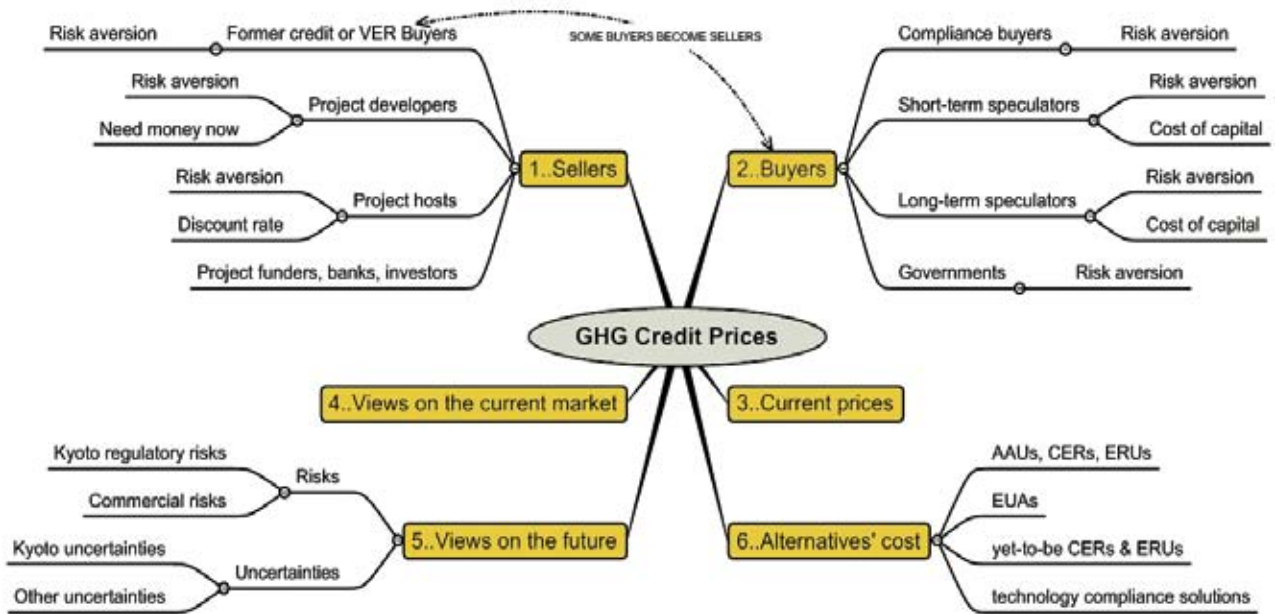 SOME BUYERS BECOME SELLERS
1..Sellers
Former credit or VER Buyers
Risk aversion
Project developers
Risk aversion
Need money now
Project hosts
Risk aversion
Discount rate
Project funders, banks, investors
2..Buyers
Compliance buyers
Risk aversion
Short-term speculators
Risk aversion
Cost of capital
Long-term speculators
Risk aversion
Cost of capital
Governments
Risk aversion
GHG Credit Prices
4..Views on the current market
3..Current prices
5..Views on the future
Risks
Kyoto regulatory risks
Commercial risks
Uncertainties
Kyoto uncertainties
Other uncertainties
6..Alternatives' cost
AAUs, CERs, ERUs
EUAs
yet-to-be CERs & ERUs
technology compliance solutions